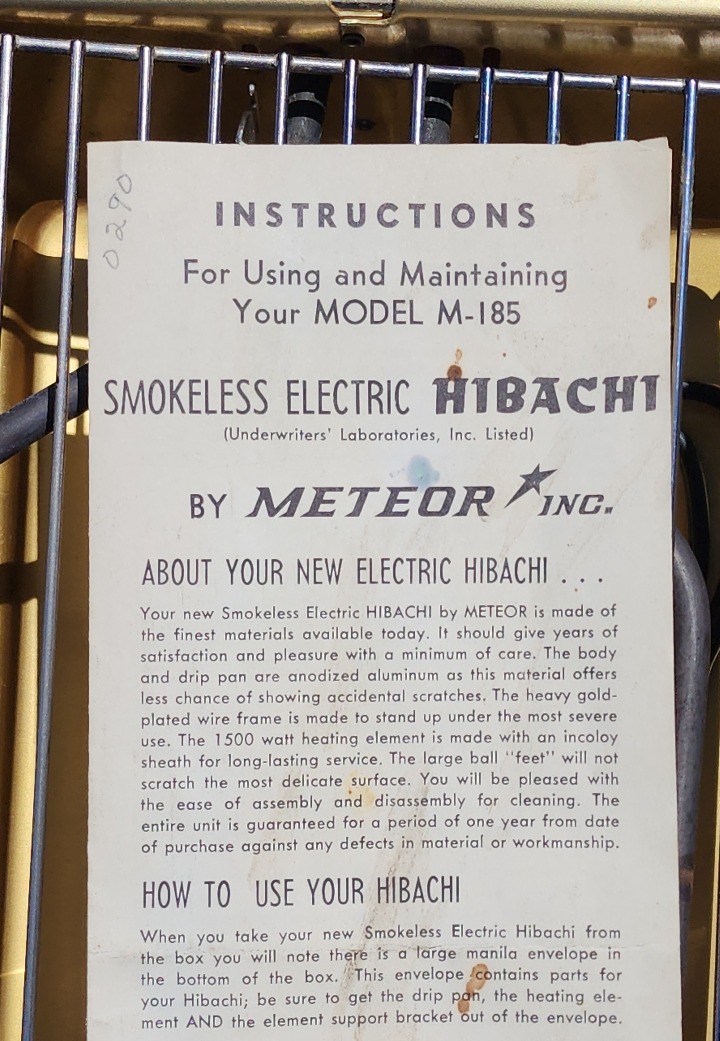 0290
INSTRUCTIONS
For Using and Maintaining
Your MODEL M-185
SMOKELESS ELECTRIC HIBACHI
(Underwriters' Laboratories, Inc. Listed)
BY METEOR INC.
ABOUT YOUR NEW ELECTRIC HIBACHI . . .
Your new Smokeless Electric HIBACHI by METEOR is made of
the finest materials available today. It should give years of
satisfaction and pleasure with a minimum of care. The body
and drip pan are anodized aluminum as this material offers
less chance of showing accidental scratches. The heavy gold-
plated wire frame is made to stand up under the most severe
use. The 1500 watt heating element is made with an incoloy
sheath for long-lasting service. The large ball "feet" will not
scratch the most delicate surface. You will be pleased with
the ease of assembly and disassembly for cleaning. The
entire unit is guaranteed for a period of one year from date
of purchase against any defects in material or workmanship.
HOW TO USE YOUR HIBACHI
When you take your new Smokeless Electric Hibachi from
the box you will note there is a large manila envelope in
the bottom of the box. This envelope contains parts for
your Hibachi; be sure to get the drip pan, the heating ele-
ment AND the element support bracket out of the envelope.